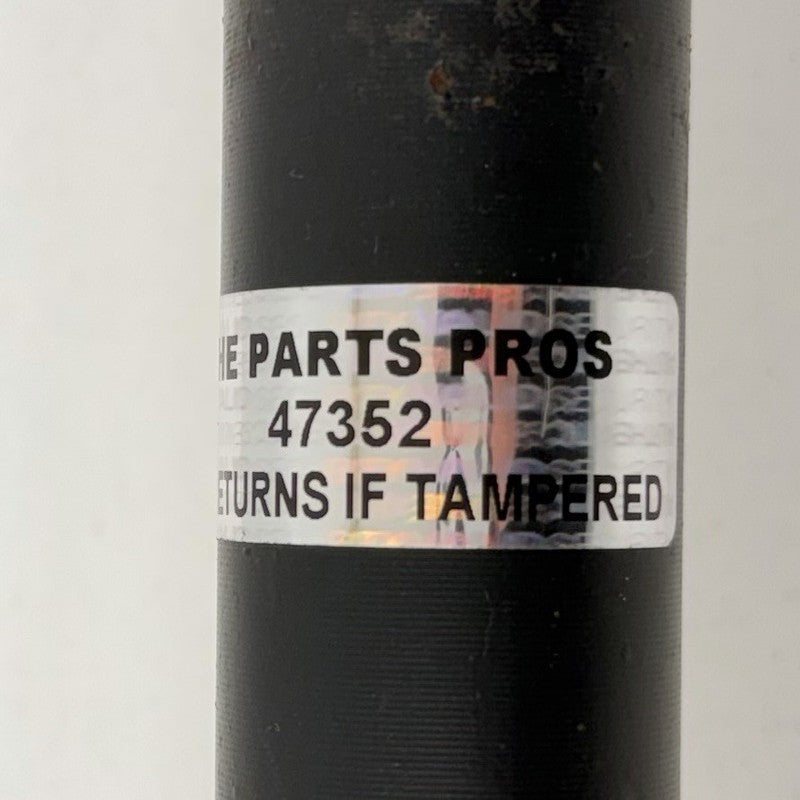 HE PARTS PROS
47352
ETURNS IF TAMPERED